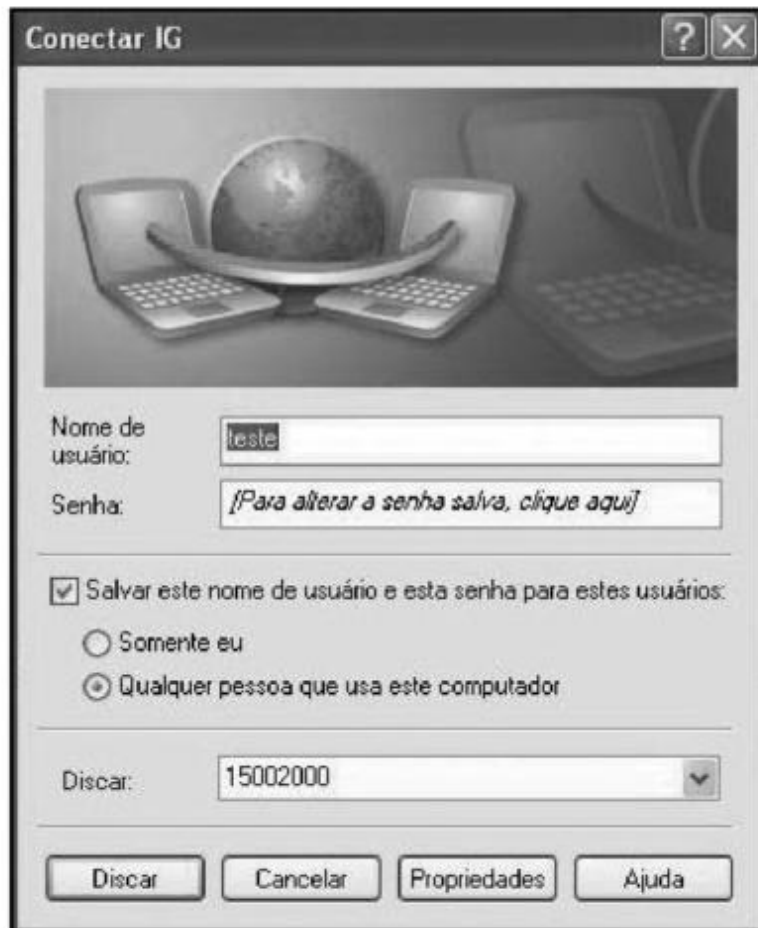 Conectar IG
Nome de
usuário:
teste
Senha:
[Para alterar a senha salva, clique aqui]
Salvar este nome de usuário e esta senha para estes usuários:
Somente eu
Qualquer pessoa que usa este computador
Discar:
15002000
Discar
Cancelar
Propriedades
Ajuda